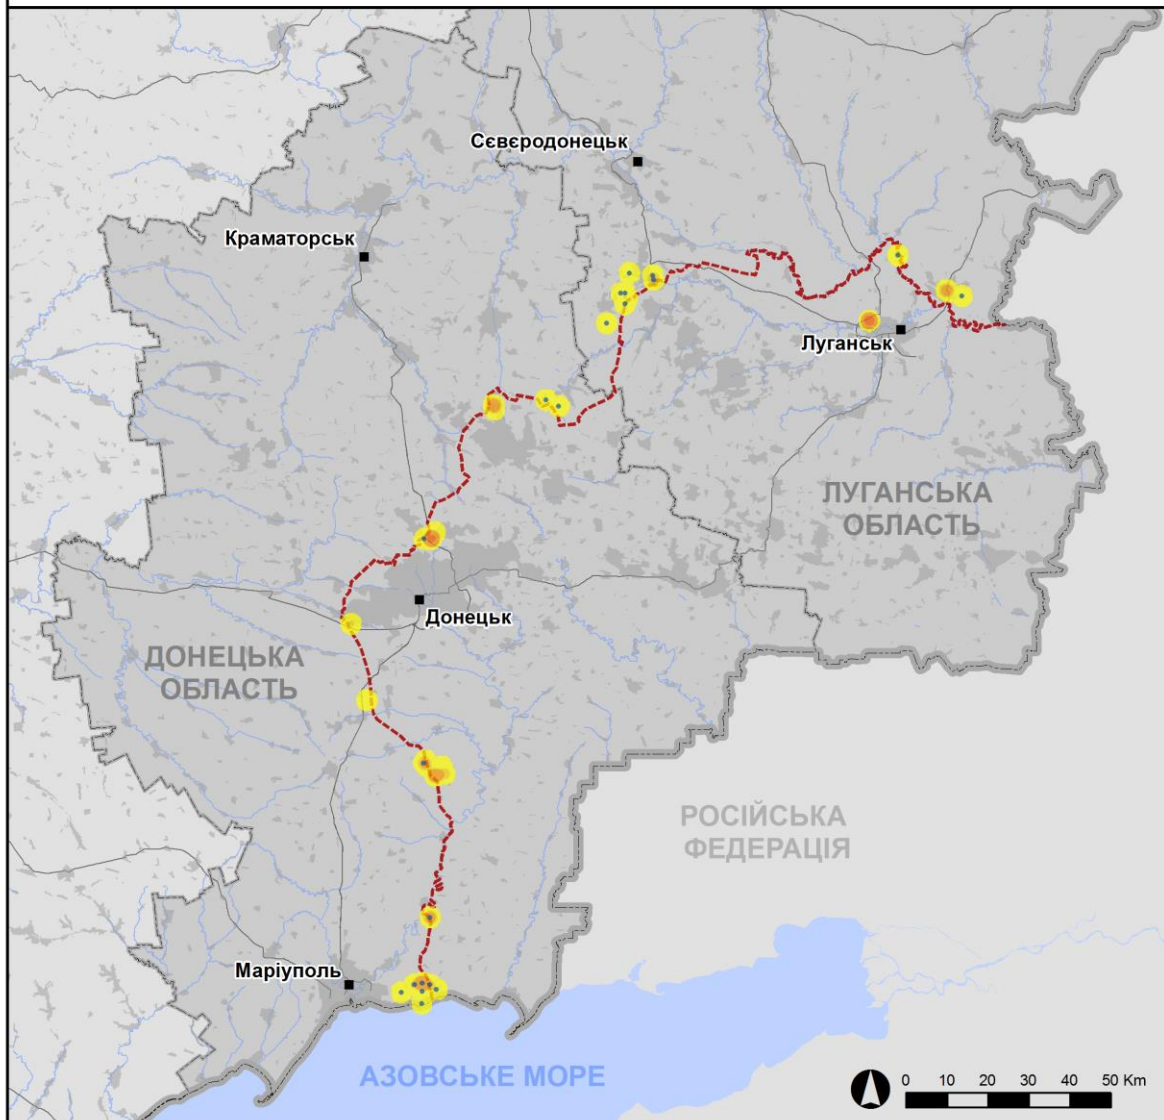 Сєвєродонецьк
Краматорськ
Луганськ
ЛУГАНСЬКА
ОБЛАСТЬ
Донецьк
ДОНЕЦЬКА
ОБЛАСТЬ
РОСІЙСЬКА
ФЕДЕРАЦІЯ
Маріуполь
АЗОВСЬКЕ МОРЕ
0 10 20 30 40 50 Km